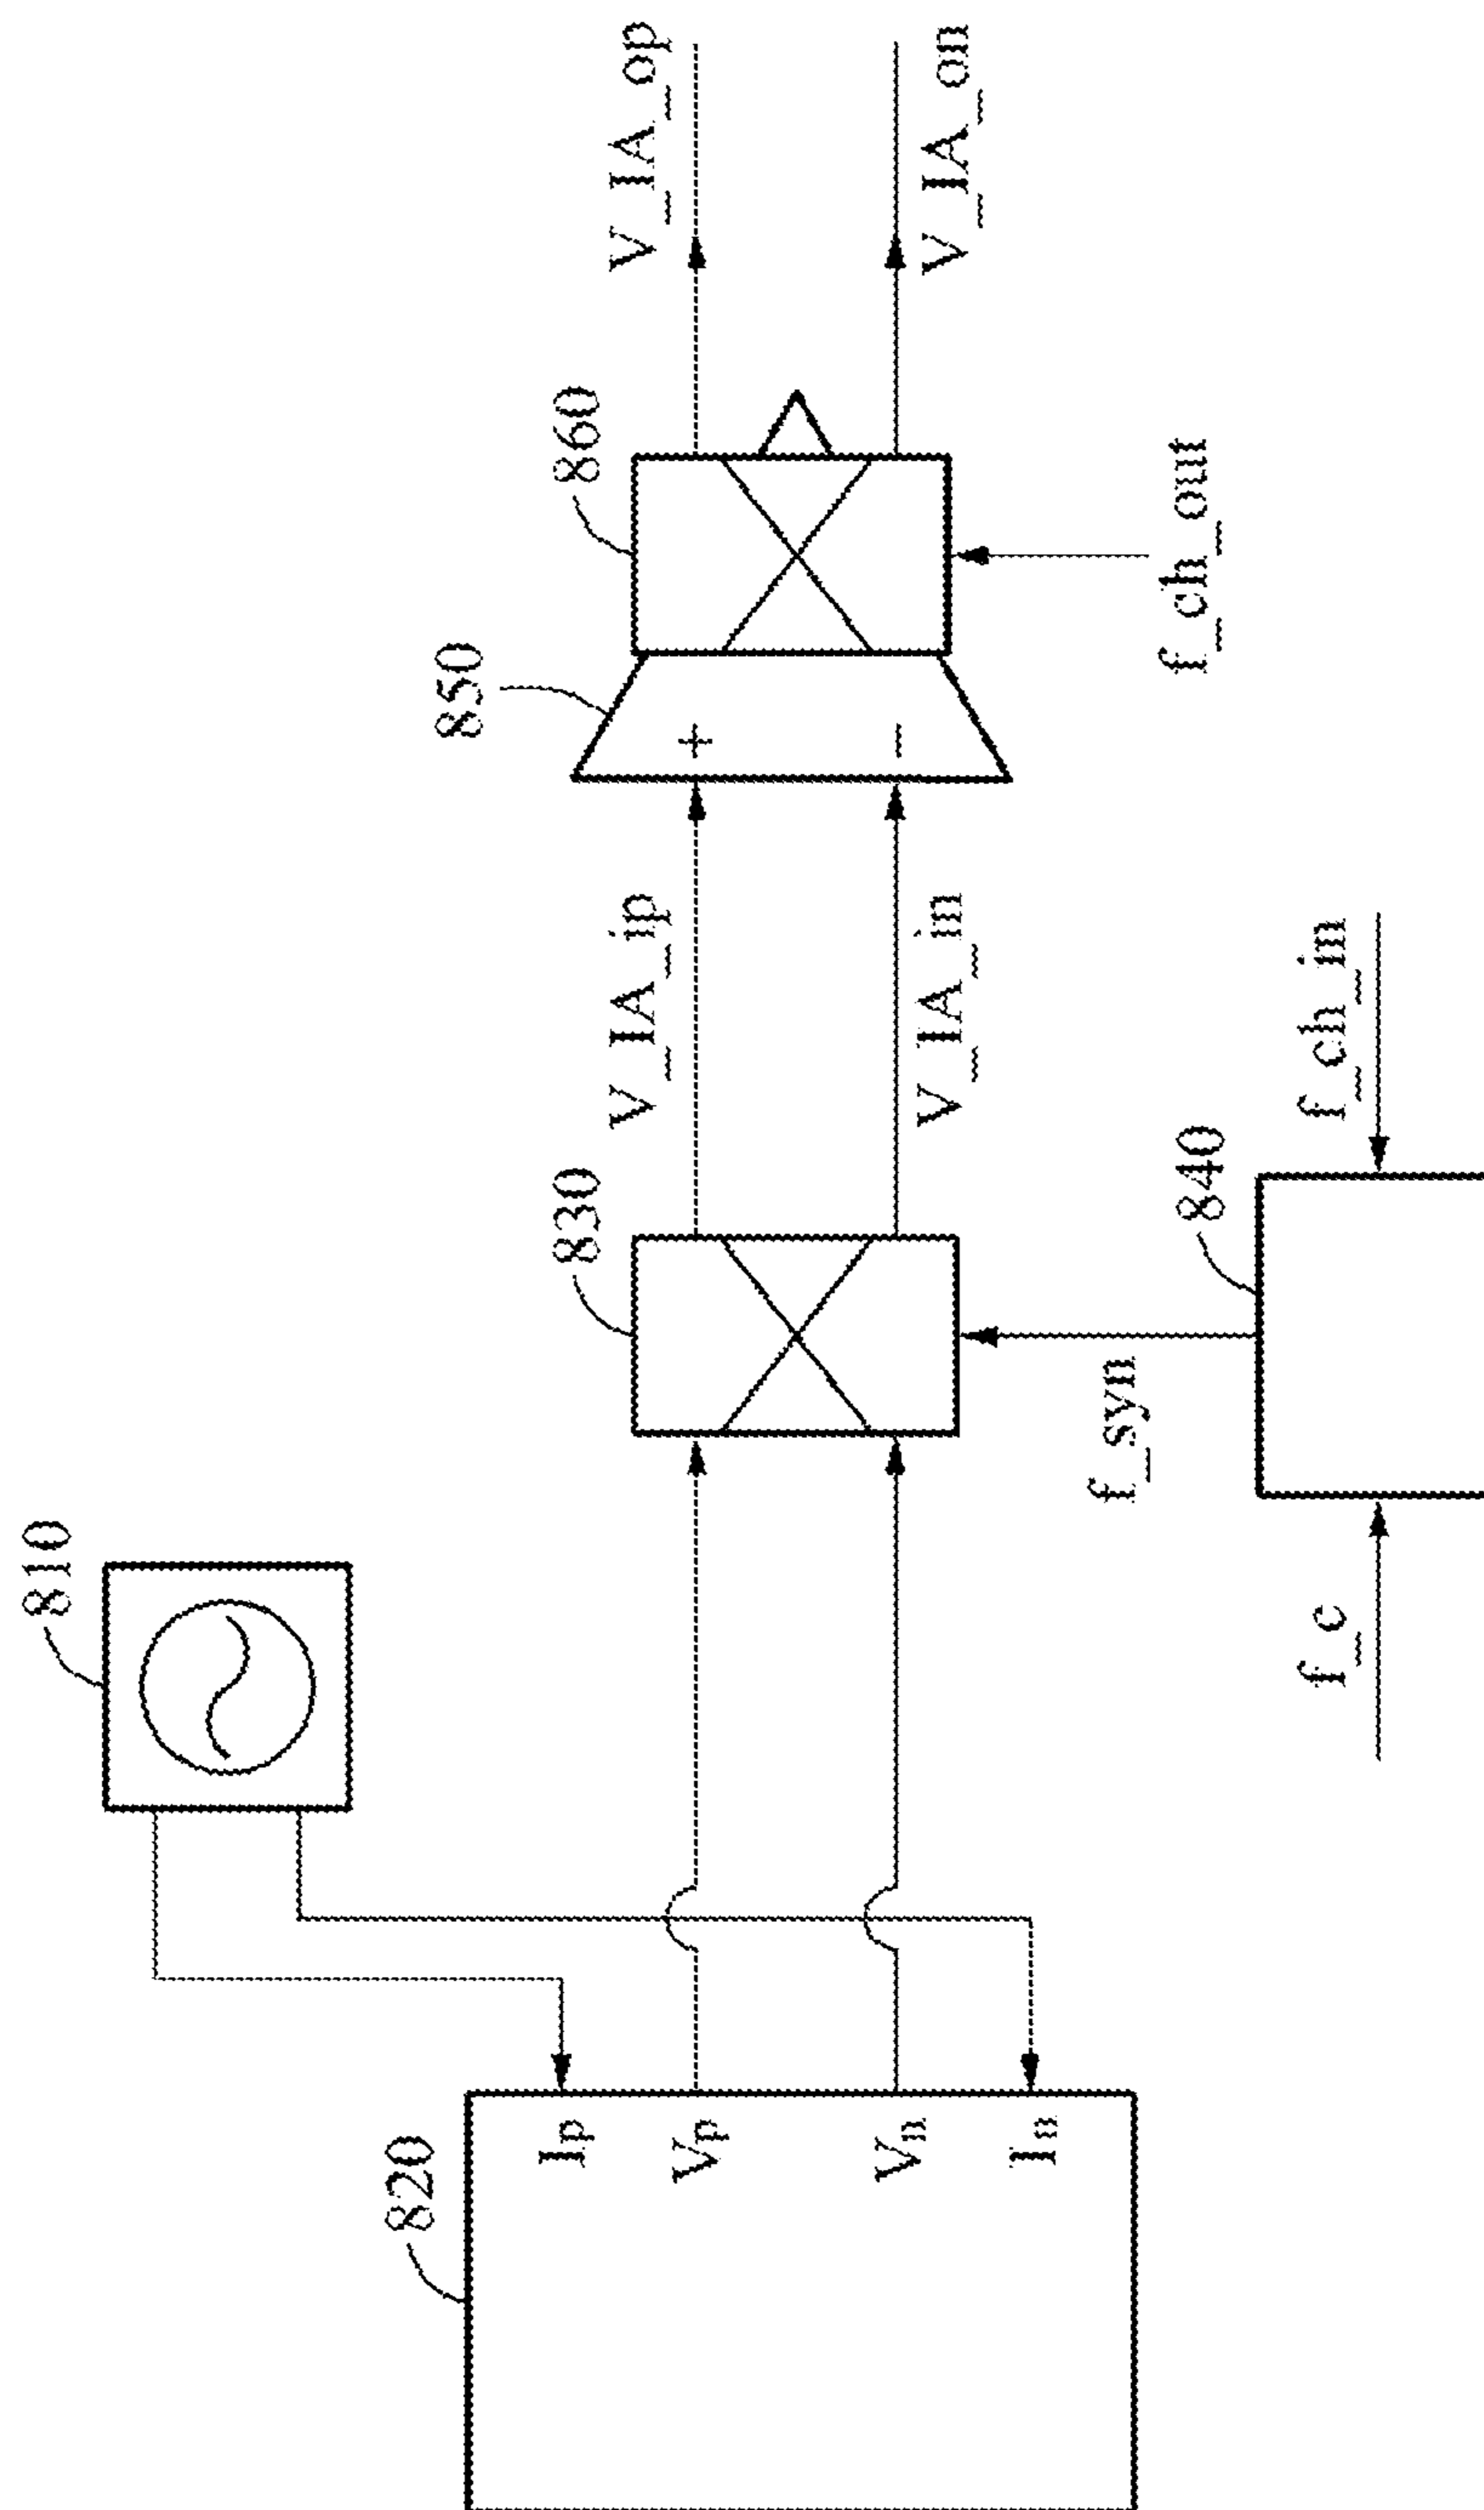 810
820
Ip
Vp
Vn
In
830
V_IA_ip
V_IA_in
850
+
−
860
V_IA_op
V_IA_on
f_syn
f_ch_out
840
f_c
f_ch_in